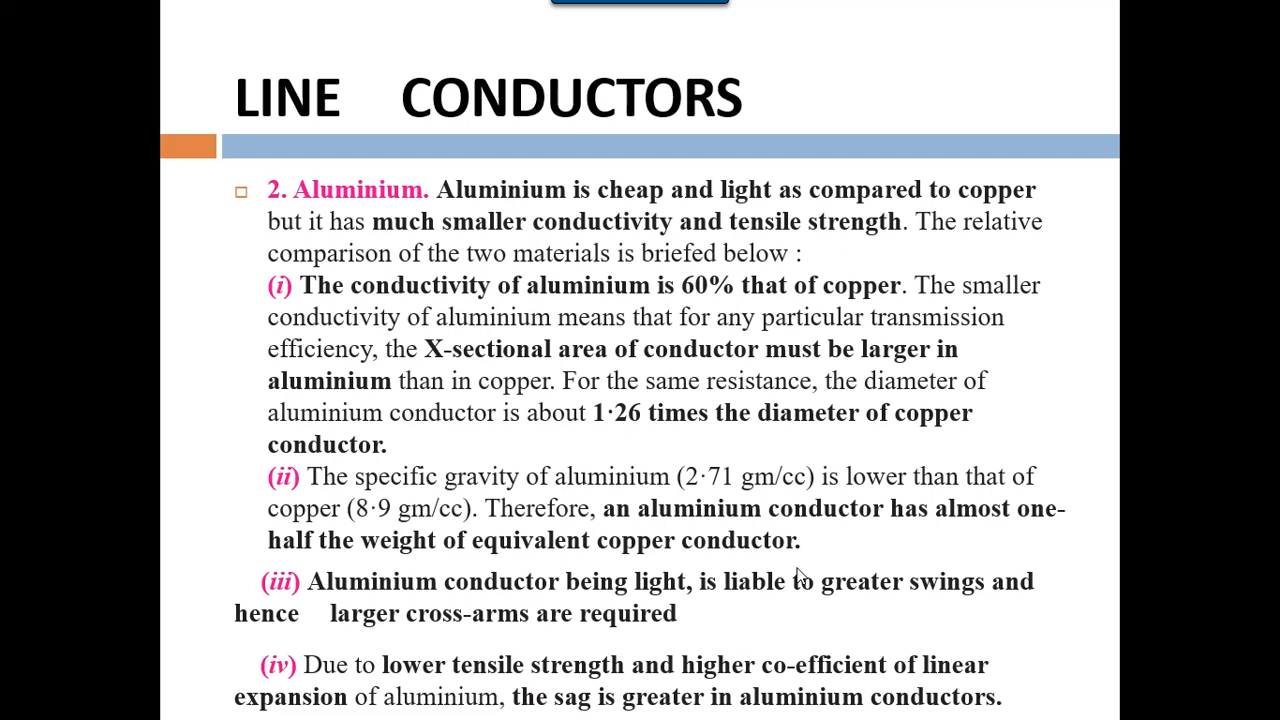 LINE CONDUCTORS
2. Aluminium. Aluminium is cheap and light as compared to copper
but it has much smaller conductivity and tensile strength. The relative
comparison of the two materials is briefed below :
(i) The conductivity of aluminium is 60% that of copper. The smaller
conductivity of aluminium means that for any particular transmission
efficiency, the X-sectional area of conductor must be larger in
aluminium than in copper. For the same resistance, the diameter of
aluminium conductor is about 1·26 times the diameter of copper
conductor.
(ii) The specific gravity of aluminium (2·71 gm/cc) is lower than that of
copper (8·9 gm/cc). Therefore, an aluminium conductor has almost one-
half the weight of equivalent copper conductor.
(iii) Aluminium conductor being light, is liable to greater swings and
hence larger cross-arms are required
(iv) Due to lower tensile strength and higher co-efficient of linear
expansion of aluminium, the sag is greater in aluminium conductors.